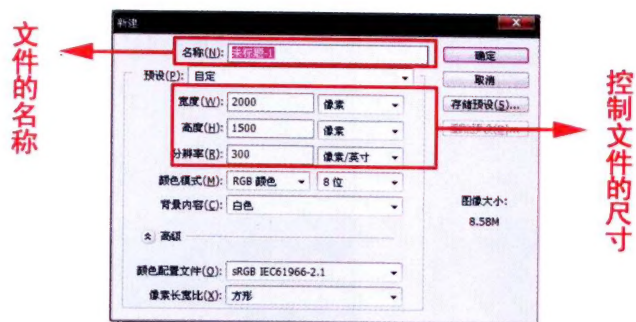 新建
文件的名称
名称(N): 未标题-1
确定
预设(P): 自定
取消
宽度(W): 2000 像素
存储预设(S)...
高度(H): 1500 像素
分辨率(R): 300 像素/英寸
控制文件的尺寸
颜色模式(M): RGB 颜色 8 位
背景内容(C): 白色
图像大小:
8.58M
高级
颜色配置文件(O): sRGB IEC61966-2.1
像素长宽比(X): 方形